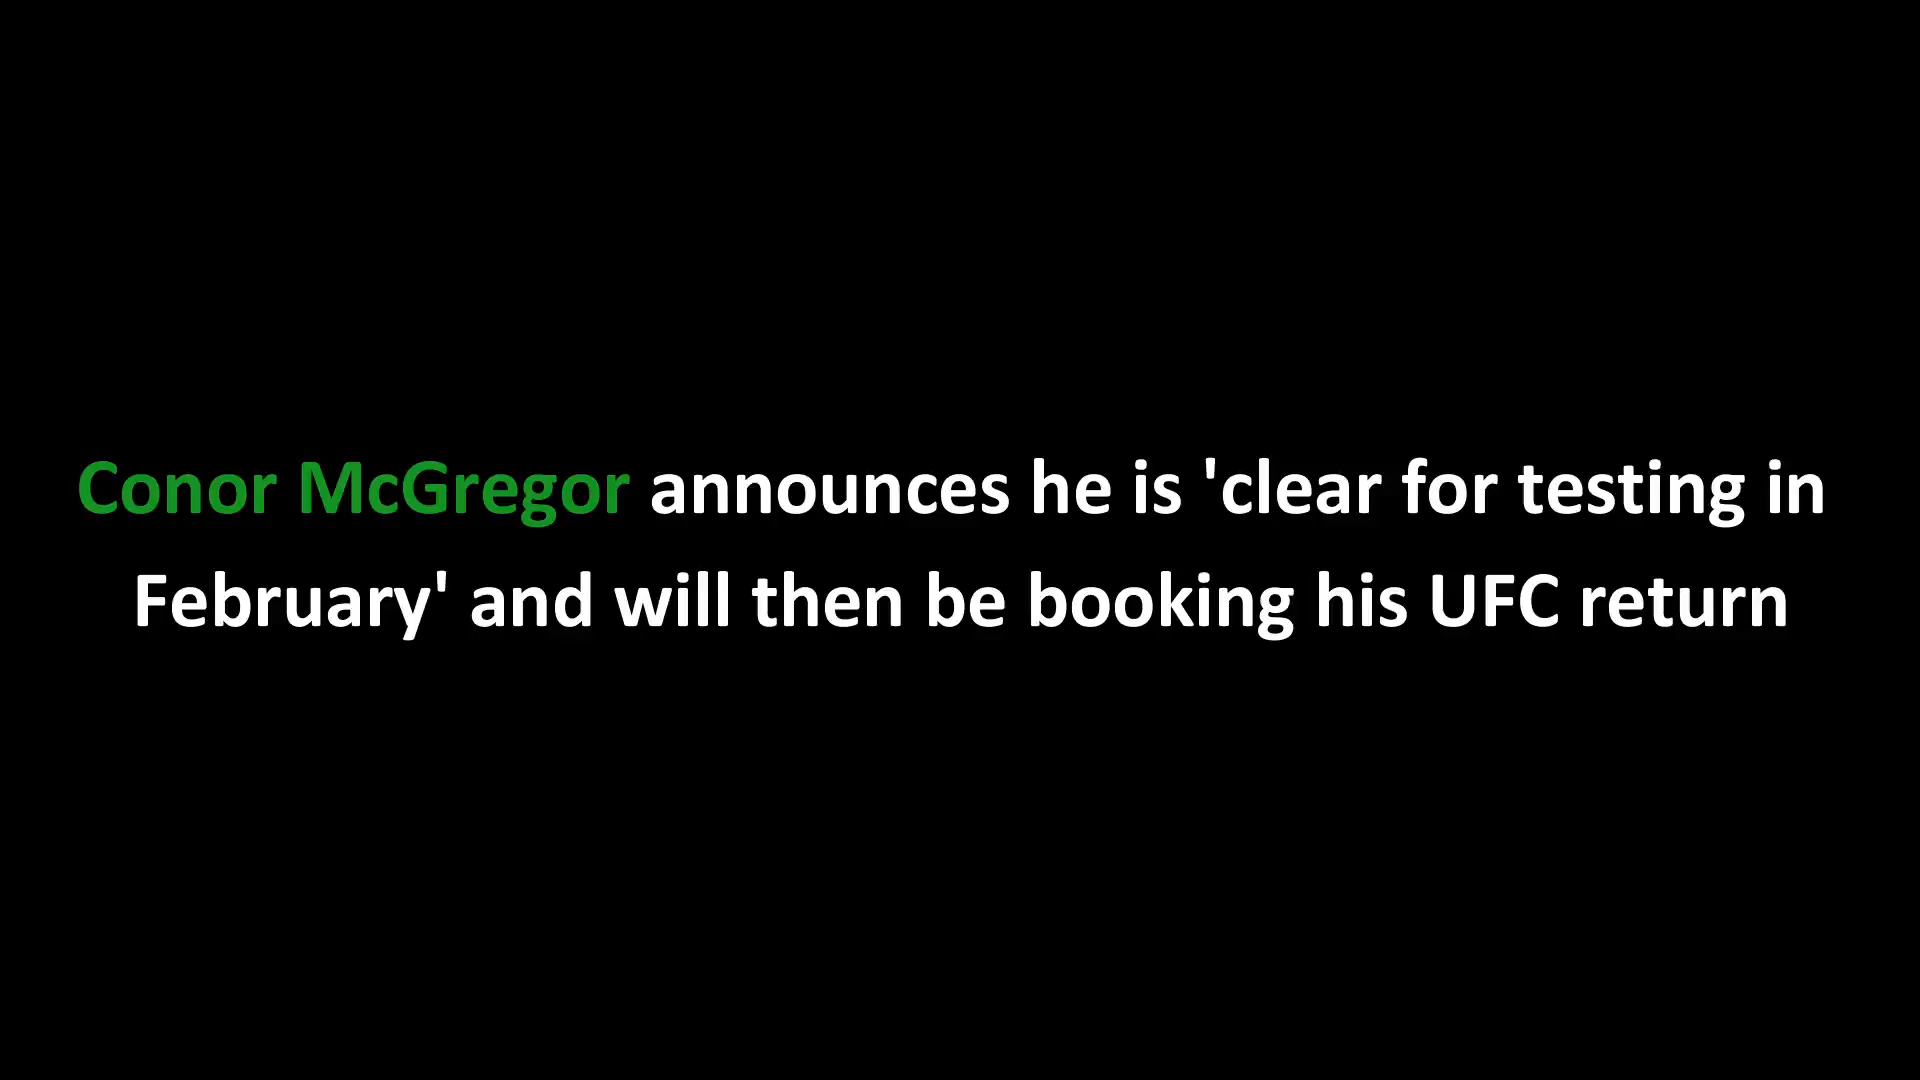 Conor McGregor announces he is 'clear for testing in
February' and will then be booking his UFC return